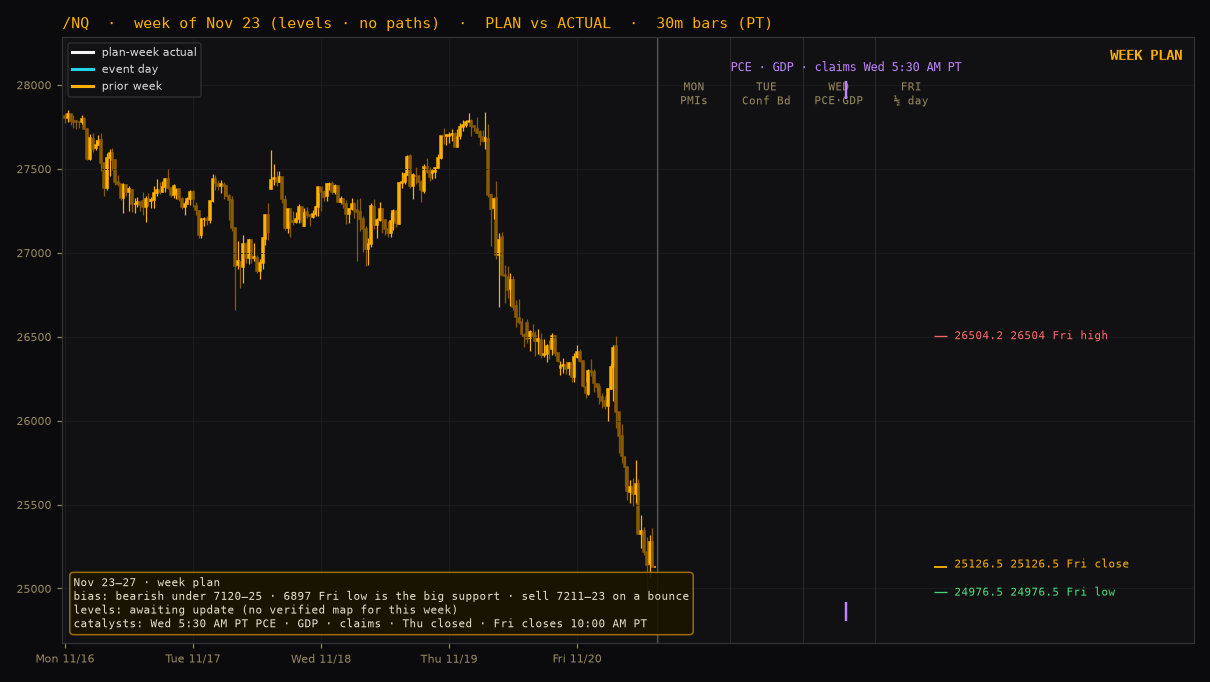 /NQ · week of Nov 23 (levels · no paths) · PLAN vs ACTUAL · 30m bars (PT)
plan-week actual
event day
prior week
WEEK PLAN
PCE · GDP · claims Wed 5:30 AM PT
MON TUE WED FRI
PMIs Conf Bd PCE·GDP ½ day
28000
27500
27000
26500
26000
25500
25000
26504.2 26504 Fri high
25126.5 25126.5 Fri close
24976.5 24976.5 Fri low
Nov 23–27 · week plan
bias: bearish under 7120–25 · 6897 Fri low is the big support · sell 7211–23 on a bounce
levels: awaiting update (no verified map for this week)
catalysts: Wed 5:30 AM PT PCE · GDP · claims · Thu closed · Fri closes 10:00 AM PT
Mon 11/16 Tue 11/17 Wed 11/18 Thu 11/19 Fri 11/20